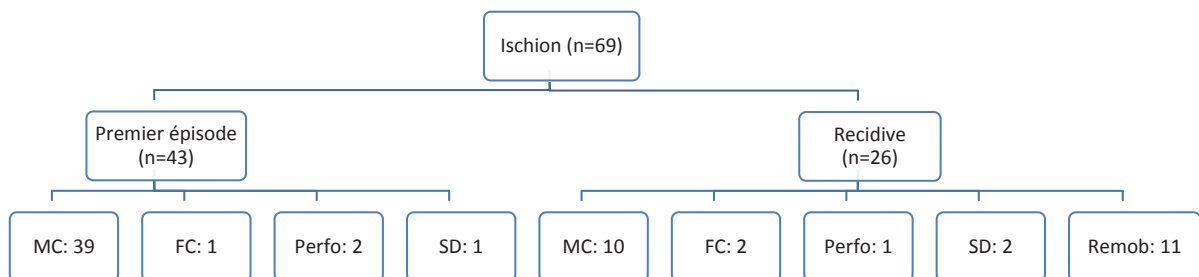 Ischion (n=69)
Premier épisode
(n=43)
Recidive
(n=26)
MC: 39
FC: 1
Perfo: 2
SD: 1
MC: 10
FC: 2
Perfo: 1
SD: 2
Remob: 11